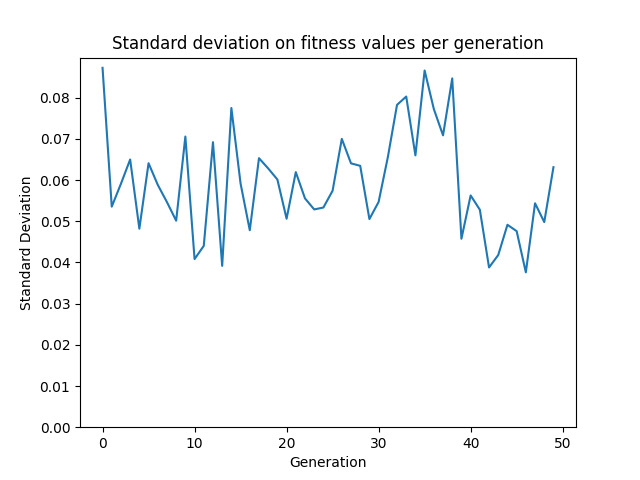 Standard deviation on fitness values per generation
Standard Deviation
0.08
0.07
0.06
0.05
0.04
0.03
0.02
0.01
0.00
0 10 20 30 40 50
Generation